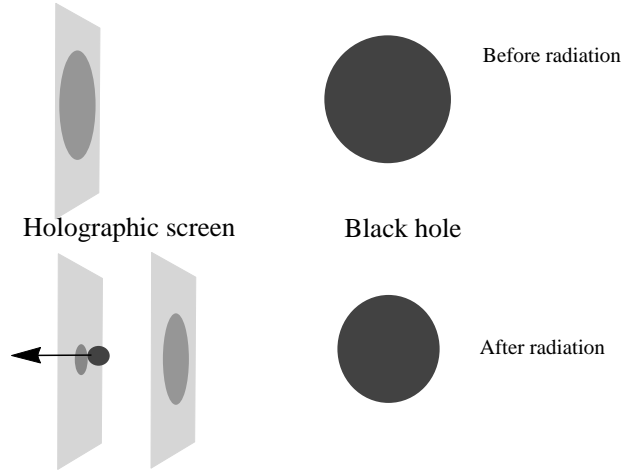 Before radiation
Holographic screen
Black hole
After radiation